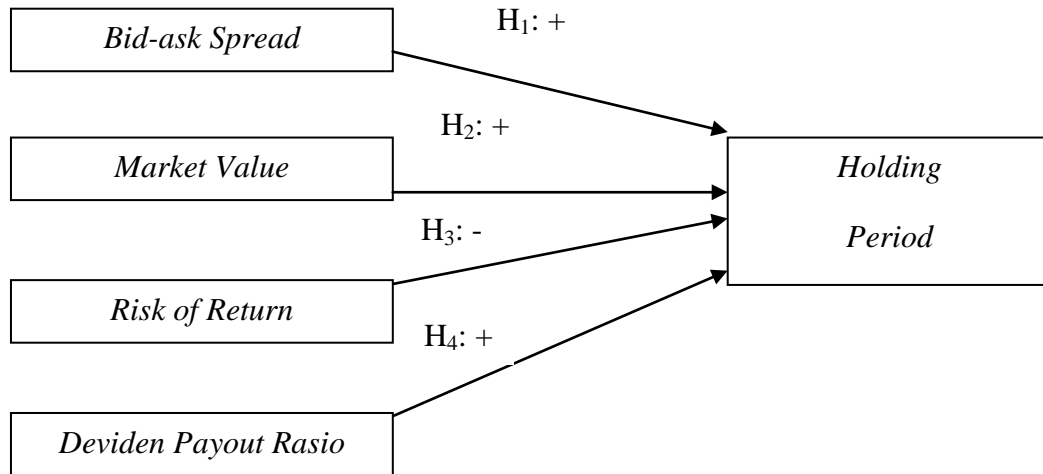 H₁: +
Bid-ask Spread
H₂: +
Market Value
Holding
Period
H₃: -
Risk of Return
H₄: +
Deviden Payout Rasio